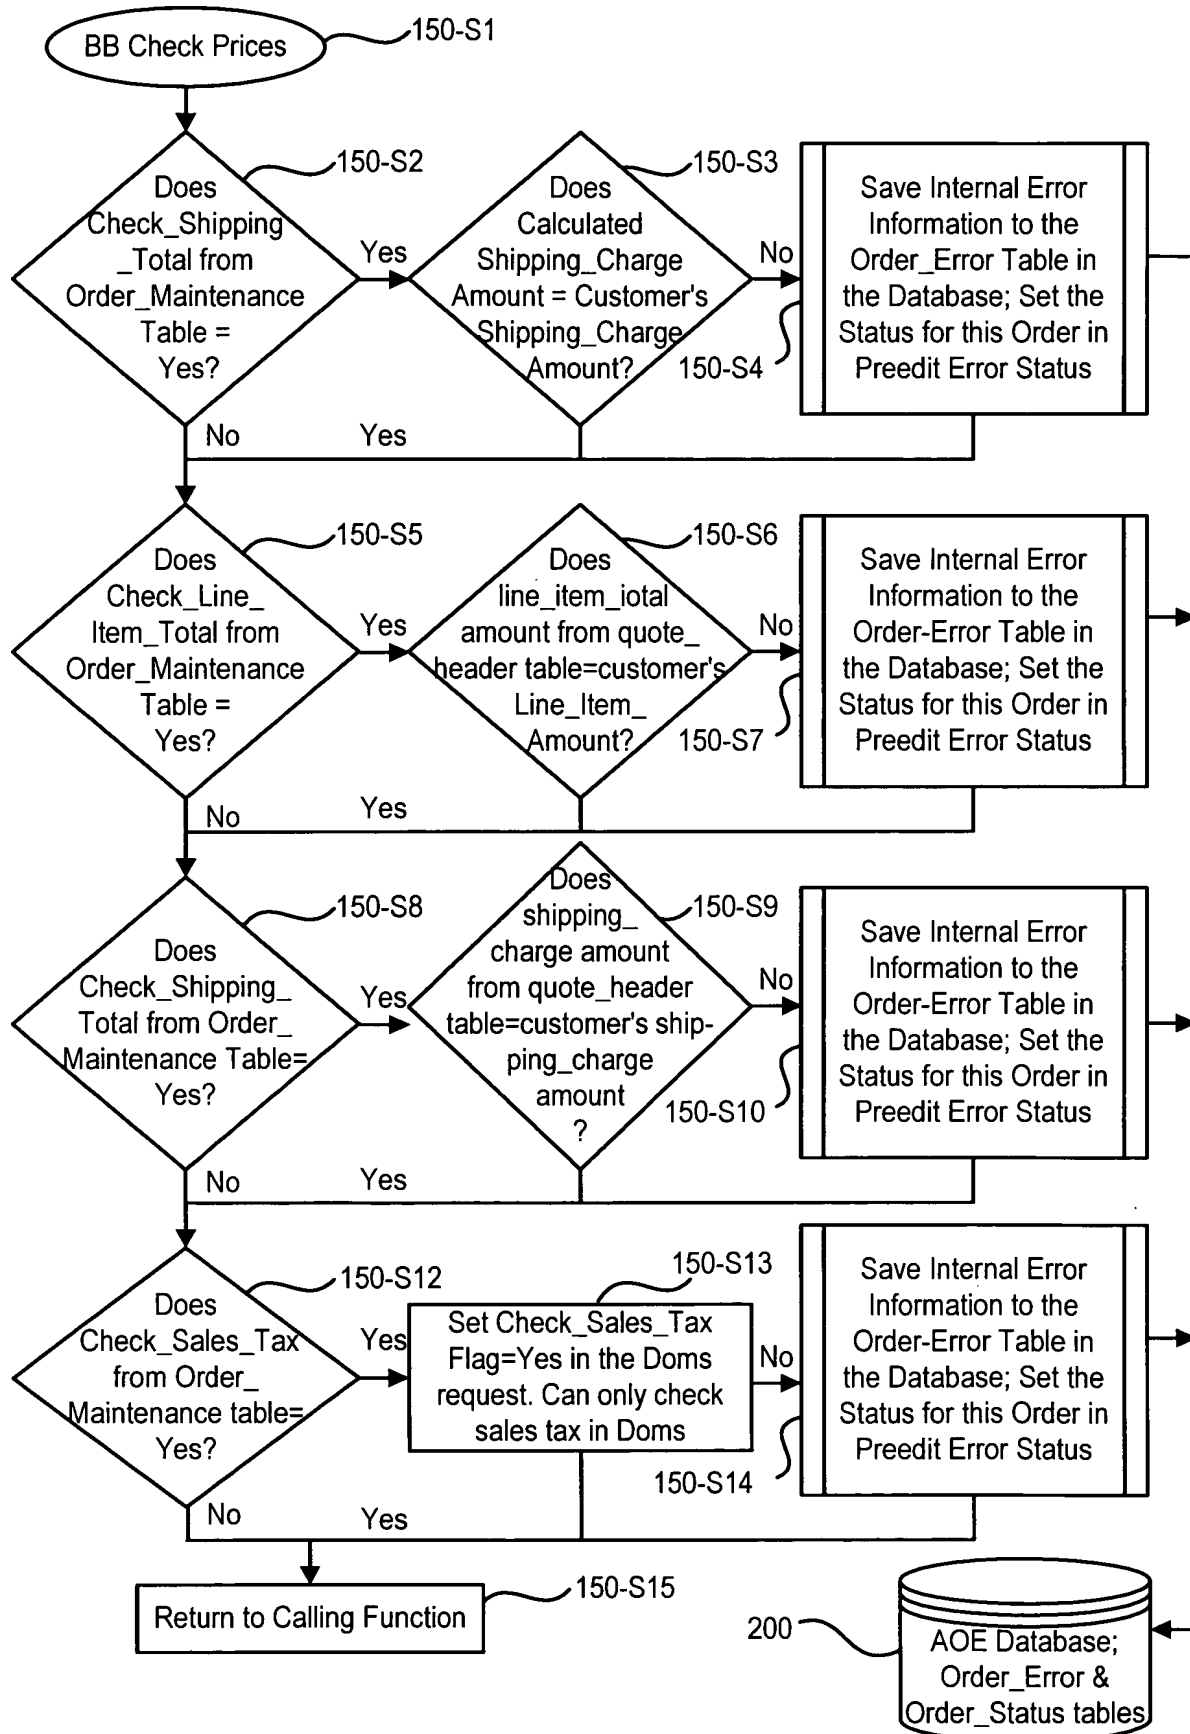 BB Check Prices
150-S1
150-S2
Does
Check_Shipping
_Total from
Order_Maintenance
Table =
Yes?
Yes
No
150-S3
Does
Calculated
Shipping_Charge
Amount = Customer's
Shipping_Charge
Amount?
No
Yes
150-S4
Save Internal Error
Information to the
Order_Error Table in
the Database; Set the
Status for this Order in
Preedit Error Status
150-S5
Does
Check_Line_
Item_Total from
Order_Maintenance
Table =
Yes?
Yes
No
150-S6
Does
line_item_iotal
amount from quote_
header table=customer's
Line_Item_
Amount?
No
Yes
150-S7
Save Internal Error
Information to the
Order-Error Table in
the Database; Set the
Status for this Order in
Preedit Error Status
150-S8
Does
Check_Shipping_
Total from Order_
Maintenance Table=
Yes?
Yes
No
150-S9
Does
shipping_
charge amount
from quote_header
table=customer's ship-
ping_charge
amount
?
No
Yes
150-S10
Save Internal Error
Information to the
Order-Error Table in
the Database; Set the
Status for this Order in
Preedit Error Status
150-S12
Does
Check_Sales_Tax
from Order_
Maintenance table=
Yes?
Yes
No
150-S13
Set Check_Sales_Tax
Flag=Yes in the Doms
request. Can only check
sales tax in Doms
No
Yes
150-S14
Save Internal Error
Information to the
Order-Error Table in
the Database; Set the
Status for this Order in
Preedit Error Status
Return to Calling Function
150-S15
200
AOE Database;
Order_Error &
Order_Status tables